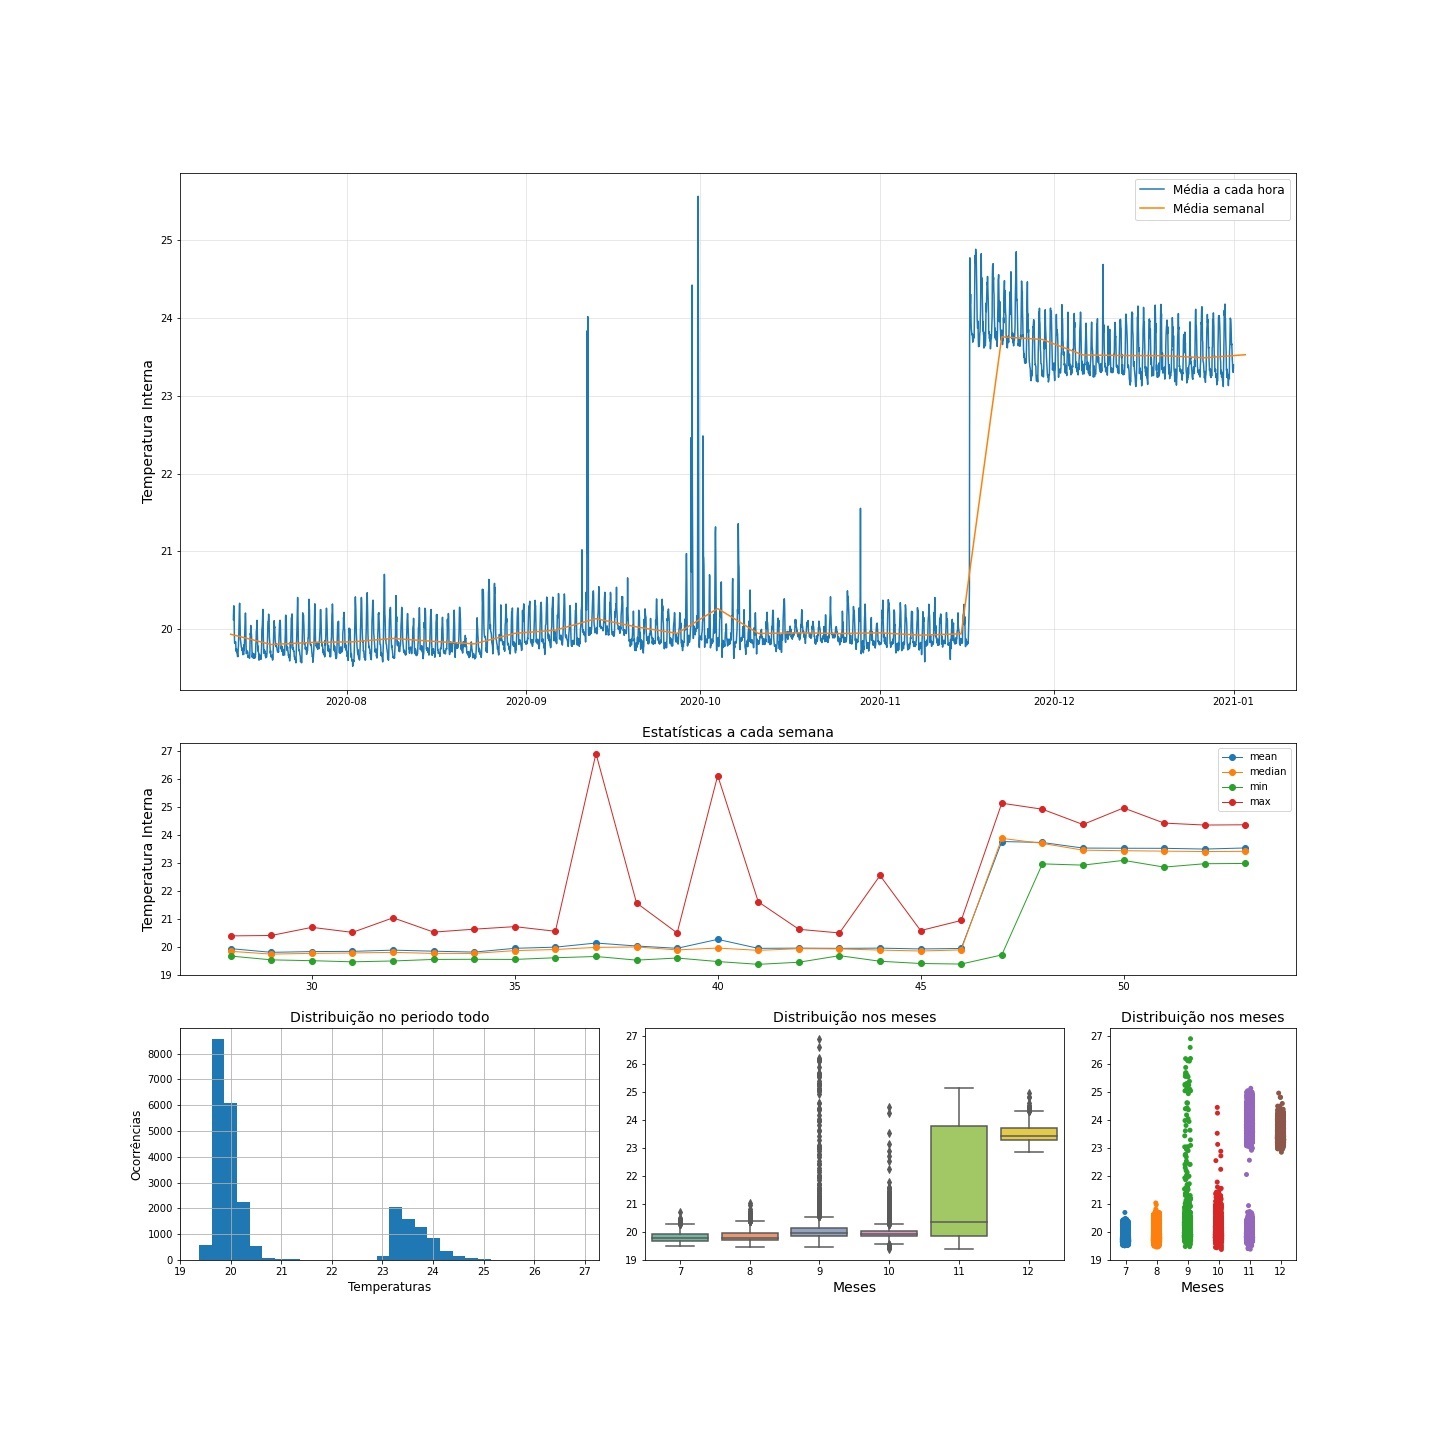 Média a cada hora
Média semanal
25
24
23
22
21
20
Temperatura Interna
2020-08 2020-09 2020-10 2020-11 2020-12 2021-01
Estatísticas a cada semana
mean
median
min
max
27
26
25
24
23
22
21
20
19
Temperatura Interna
30 35 40 45 50
Distribuição no periodo todo
8000
7000
6000
5000
4000
3000
2000
1000
0
Ocorrências
19 20 21 22 23 24 25 26 27
Temperaturas
Distribuição nos meses
27
26
25
24
23
22
21
20
19
7 8 9 10 11 12
Meses
Distribuição nos meses
27
26
25
24
23
22
21
20
19
7 8 9 10 11 12
Meses